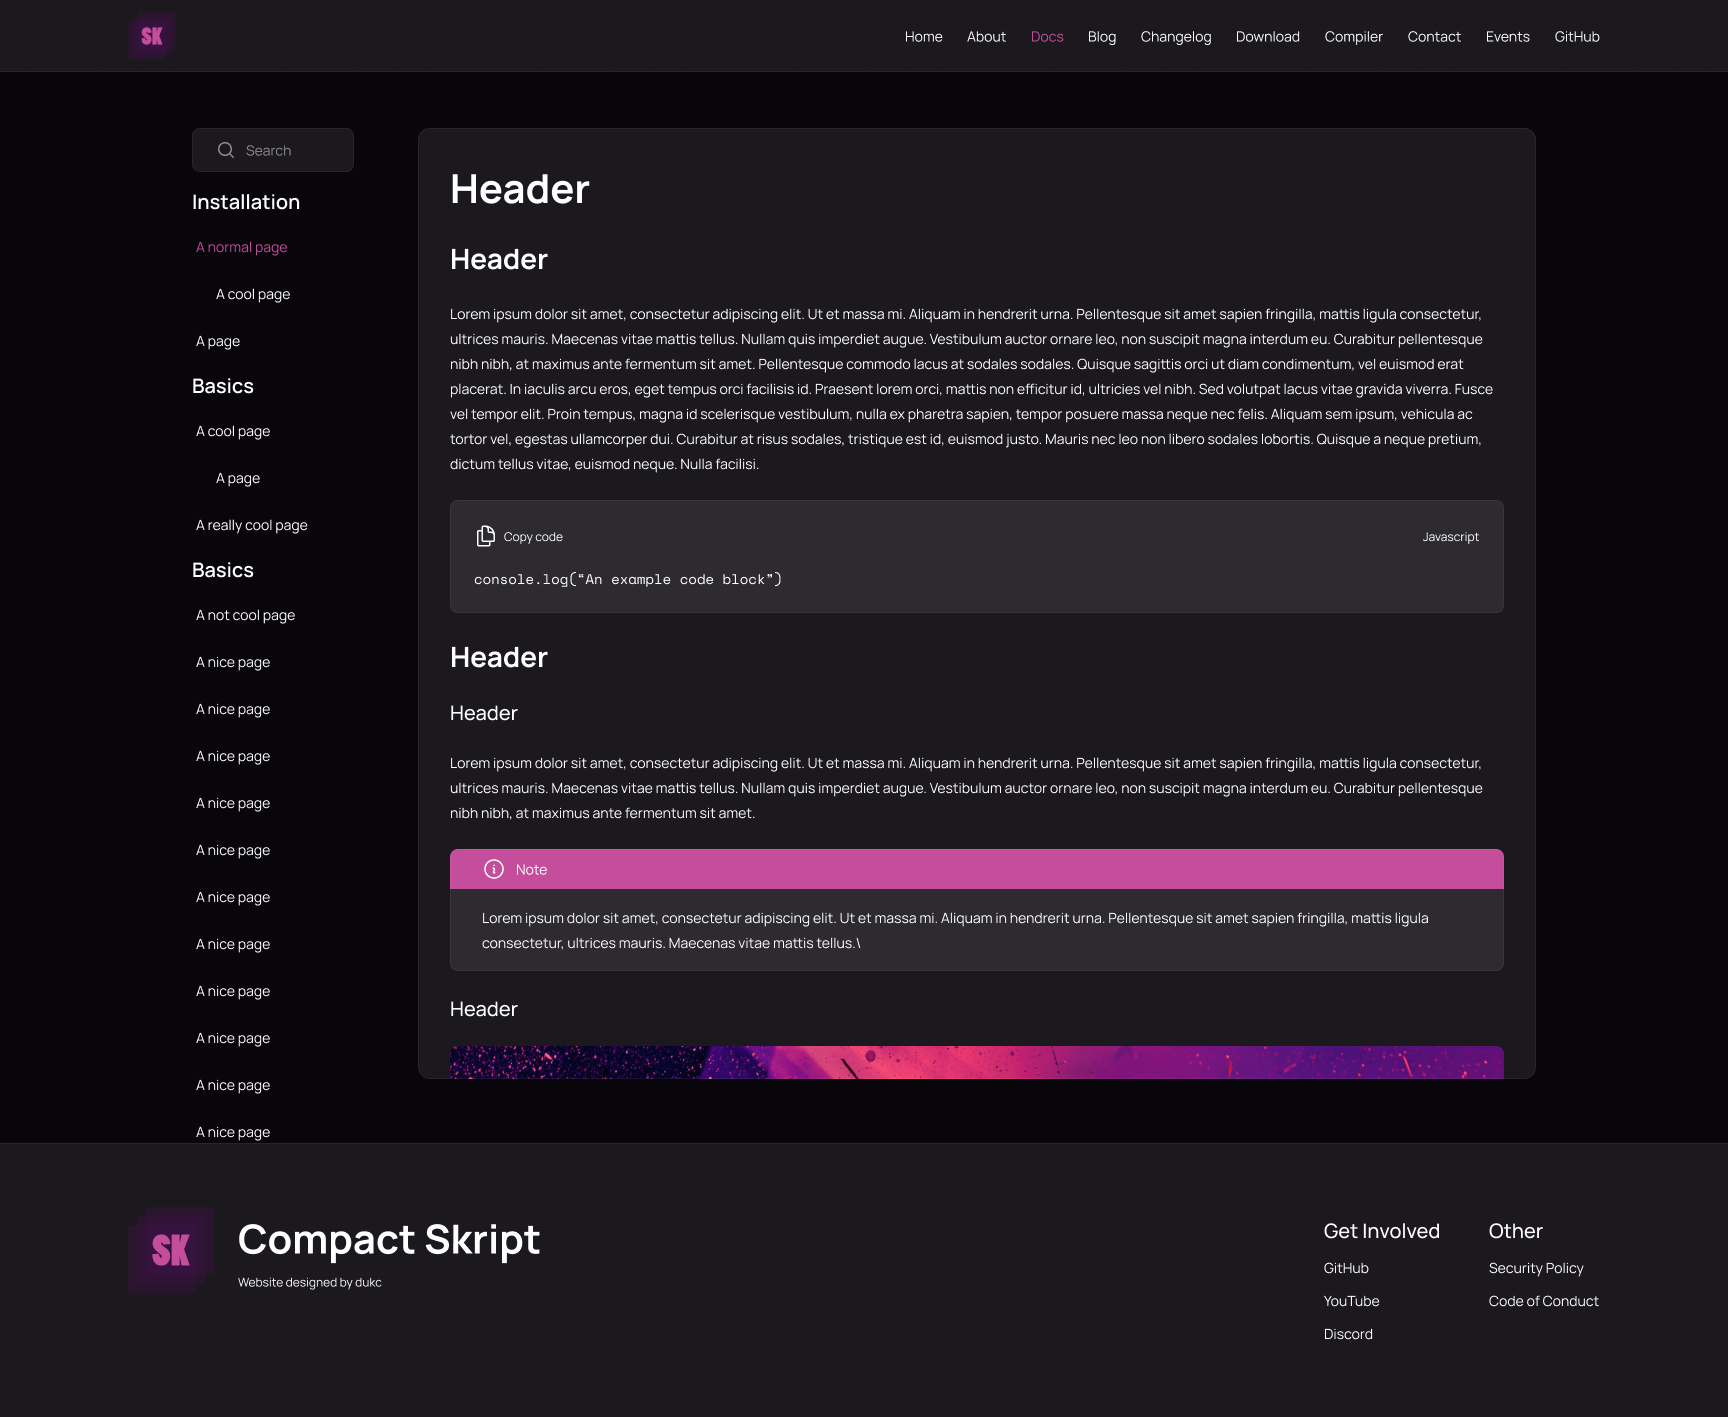 SK
Home About Docs Blog Changelog Download Compiler Contact Events GitHub
Search
Installation
A normal page
A cool page
A page
Basics
A cool page
A page
A really cool page
Basics
A not cool page
A nice page
A nice page
A nice page
A nice page
A nice page
A nice page
A nice page
A nice page
A nice page
A nice page
A nice page
Header
Header
Lorem ipsum dolor sit amet, consectetur adipiscing elit. Ut et massa mi. Aliquam in hendrerit urna. Pellentesque sit amet sapien fringilla, mattis ligula consectetur,
ultrices mauris. Maecenas vitae mattis tellus. Nullam quis imperdiet augue. Vestibulum auctor ornare leo, non suscipit magna interdum eu. Curabitur pellentesque
nibh nibh, at maximus ante fermentum sit amet. Pellentesque commodo lacus at sodales sodales. Quisque sagittis orci ut diam condimentum, vel euismod erat
placerat. In iaculis arcu eros, eget tempus orci facilisis id. Praesent lorem orci, mattis non efficitur id, ultricies vel nibh. Sed volutpat lacus vitae gravida viverra. Fusce
vel tempor elit. Proin tempus, magna id scelerisque vestibulum, nulla ex pharetra sapien, tempor posuere massa neque nec felis. Aliquam sem ipsum, vehicula ac
tortor vel, egestas ullamcorper dui. Curabitur at risus sodales, tristique est id, euismod justo. Mauris nec leo non libero sodales lobortis. Quisque a neque pretium,
dictum tellus vitae, euismod neque. Nulla facilisi.
Copy code Javascript
console.log(“An example code block”)
Header
Header
Lorem ipsum dolor sit amet, consectetur adipiscing elit. Ut et massa mi. Aliquam in hendrerit urna. Pellentesque sit amet sapien fringilla, mattis ligula consectetur,
ultrices mauris. Maecenas vitae mattis tellus. Nullam quis imperdiet augue. Vestibulum auctor ornare leo, non suscipit magna interdum eu. Curabitur pellentesque
nibh nibh, at maximus ante fermentum sit amet.
Note
Lorem ipsum dolor sit amet, consectetur adipiscing elit. Ut et massa mi. Aliquam in hendrerit urna. Pellentesque sit amet sapien fringilla, mattis ligula
consectetur, ultrices mauris. Maecenas vitae mattis tellus.\
Header
SK
Compact Skript
Website designed by dukc
Get Involved
GitHub
YouTube
Discord
Other
Security Policy
Code of Conduct